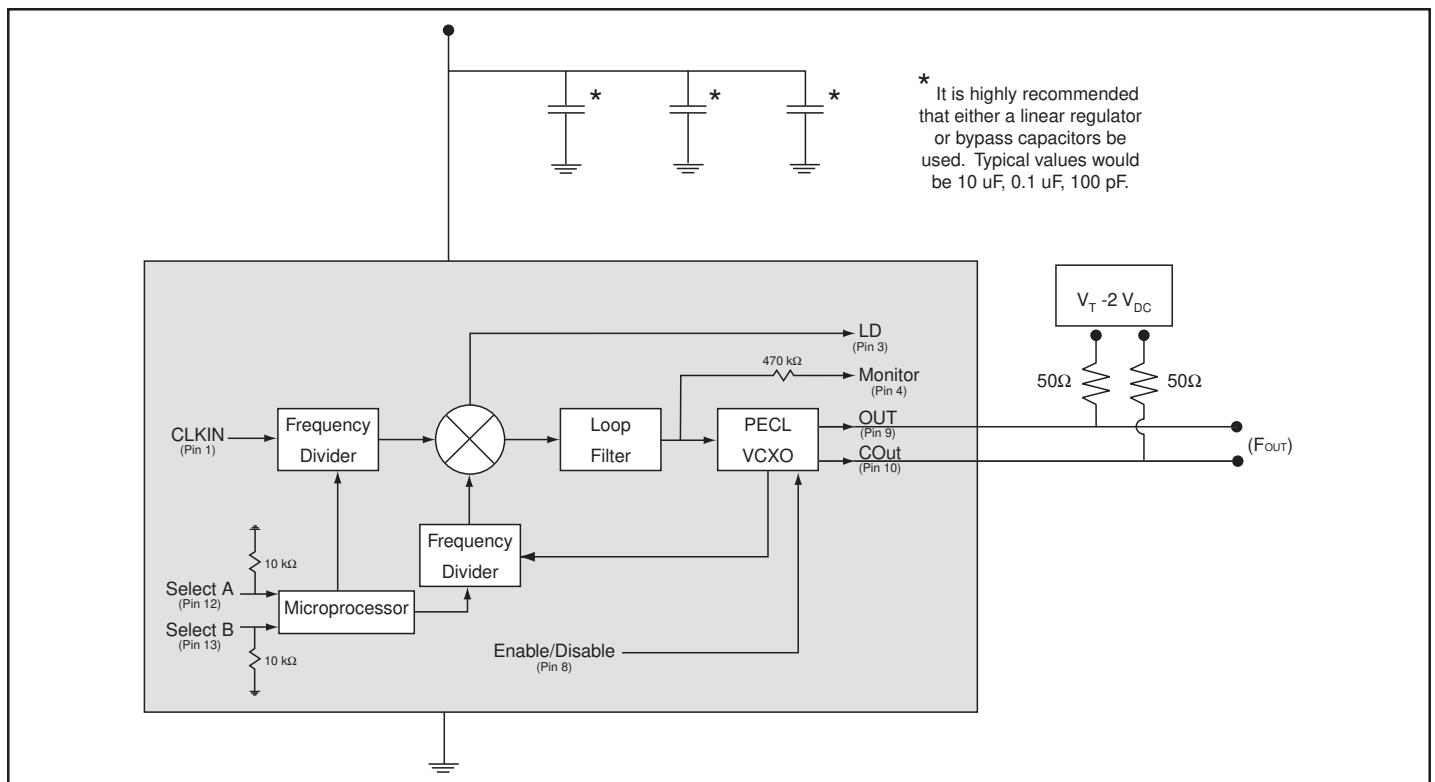 *
*
*
* It is highly recommended
that either a linear regulator
or bypass capacitors be
used. Typical values would
be 10 uF, 0.1 uF, 100 pF.
VT -2 VDC
50Ω
50Ω
LD
(Pin 3)
470 kΩ
Monitor
(Pin 4)
CLKIN
(Pin 1)
Frequency
Divider
Loop
Filter
PECL
VCXO
OUT
(Pin 9)
COut
(Pin 10)
(FOUT)
Frequency
Divider
10 kΩ
Select A
(Pin 12)
Microprocessor
Select B
(Pin 13)
10 kΩ
Enable/Disable
(Pin 8)